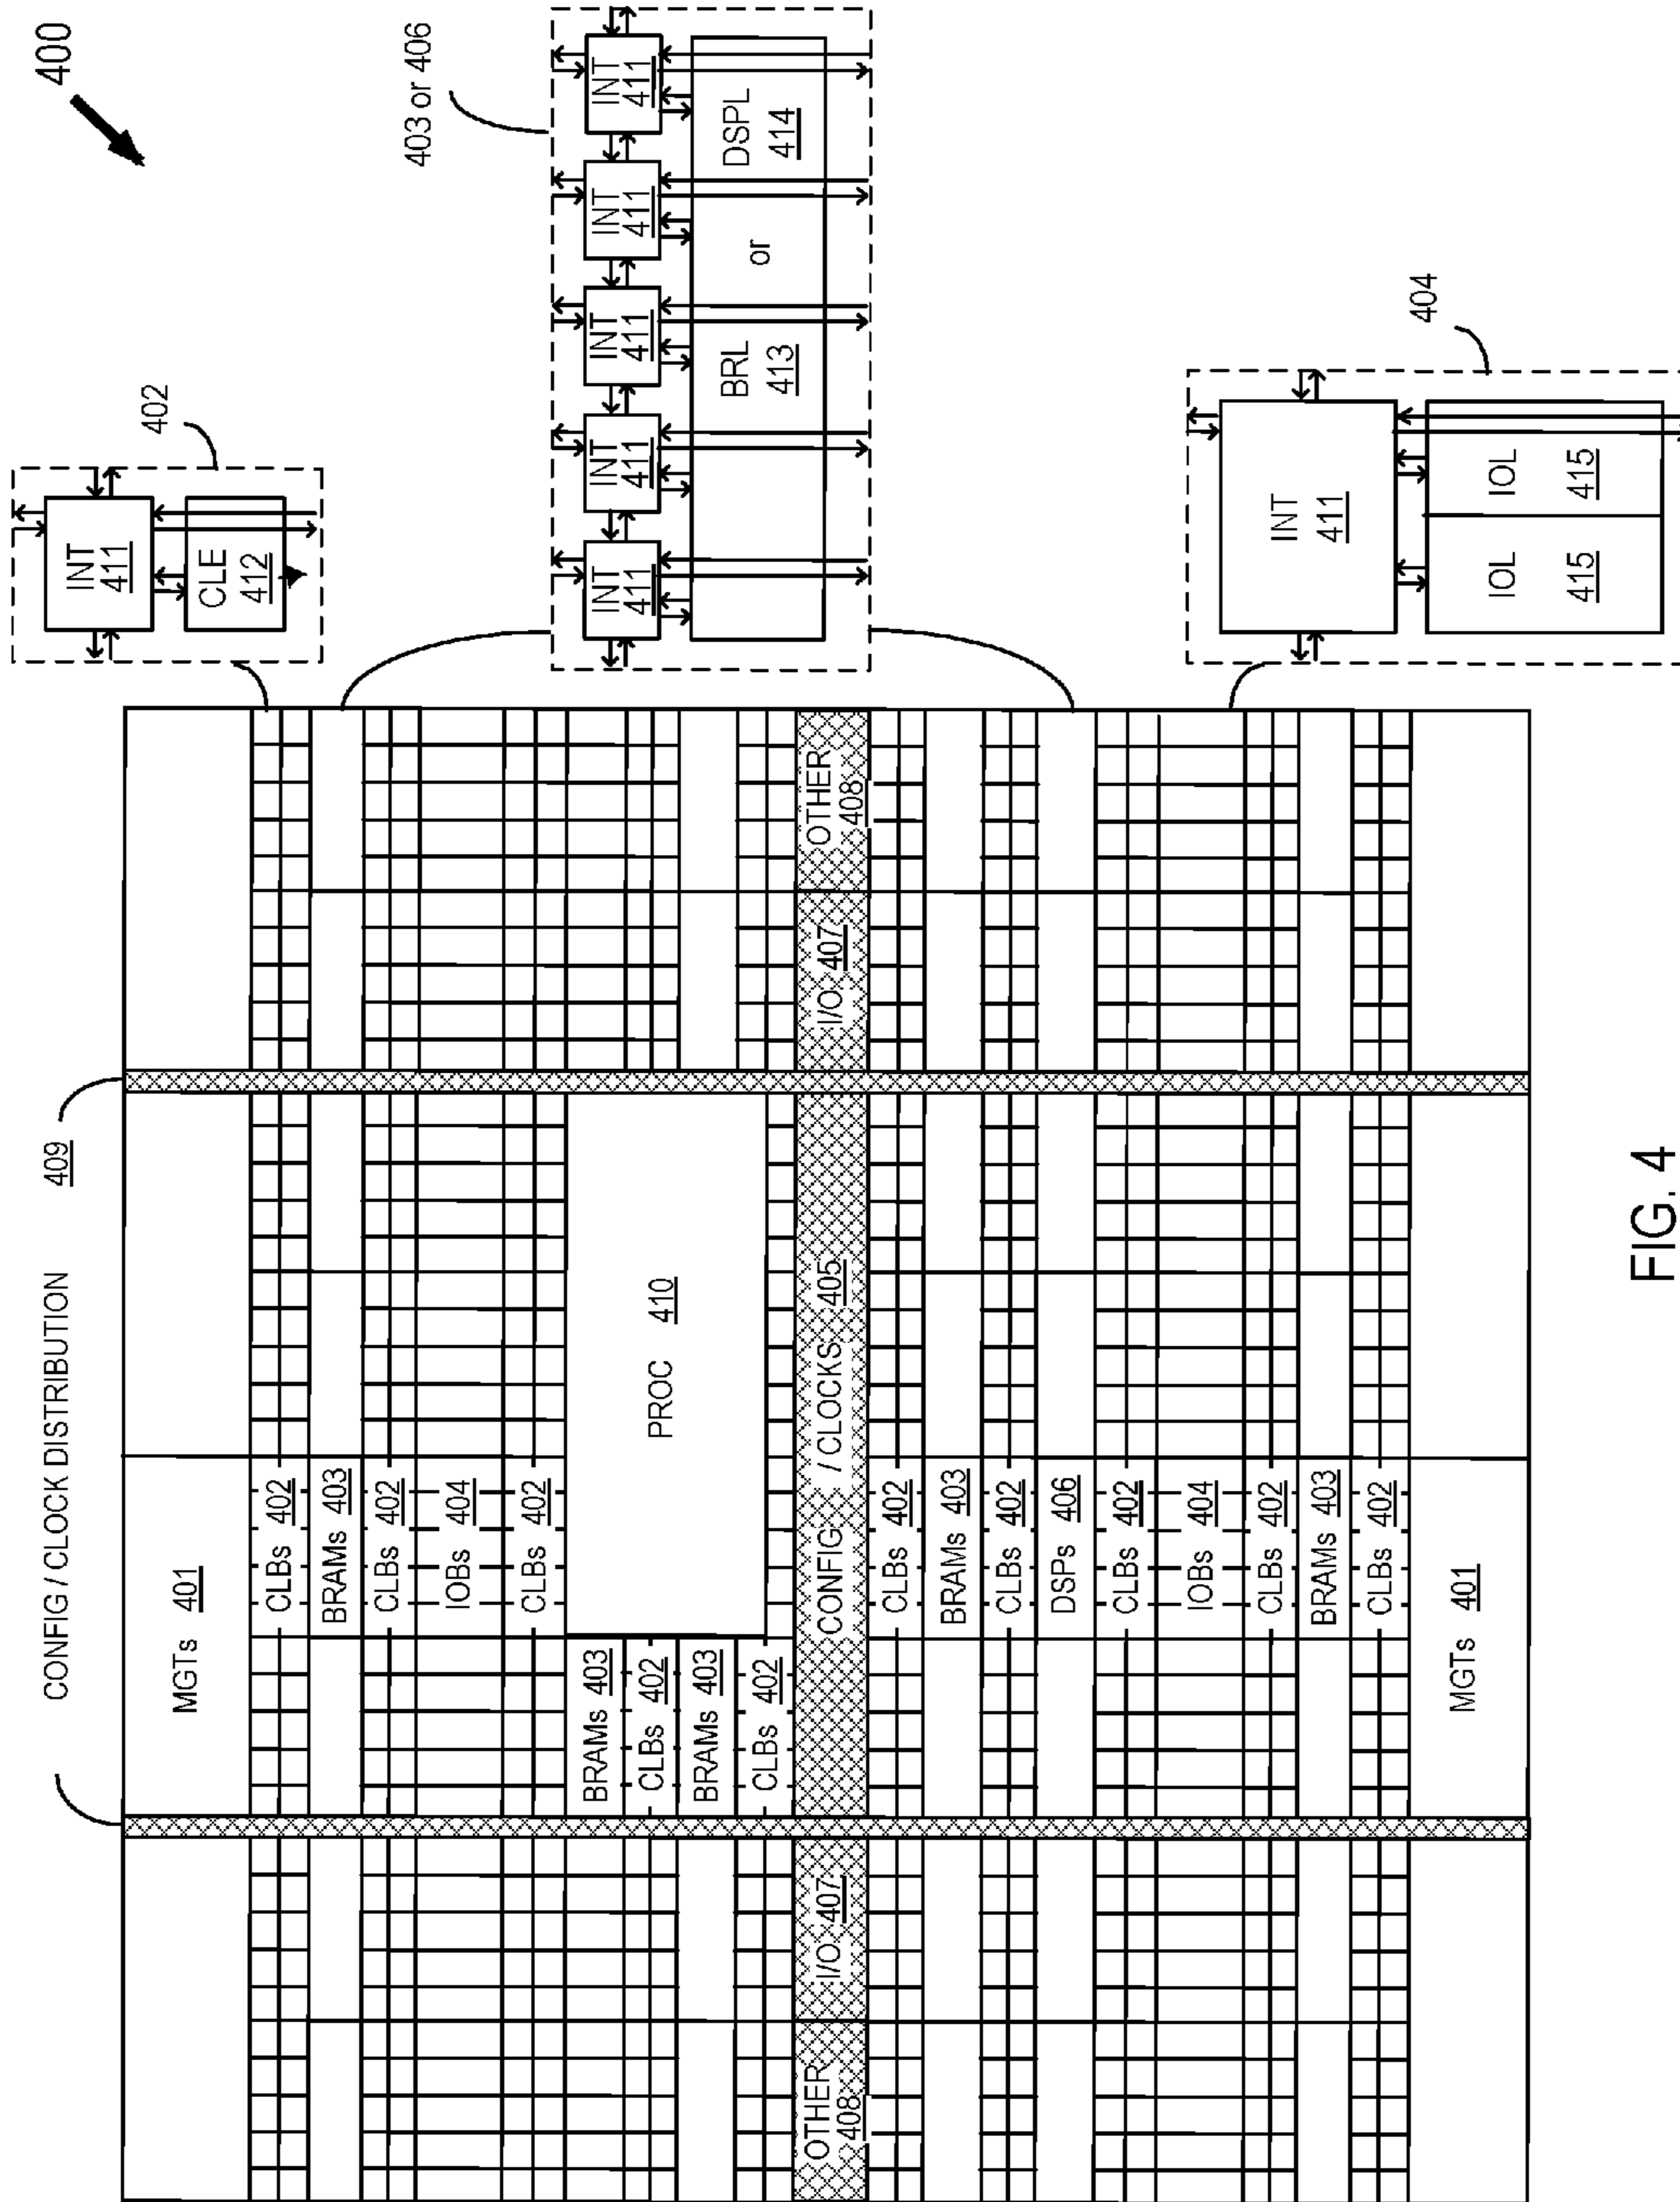 400
CONFIG / CLOCK DISTRIBUTION 409
MGTs 401
CLBs 402
BRAMs 403
CLBs 402
IOBs 404
CLBs 402
BRAMs 403
CLBs 402
BRAMs 403
CLBs 402
PROC 410
OTHER
408
I/O 407
CONFIG / CLOCKS 405
I/O 407
OTHER
408
CLBs 402
BRAMs 403
CLBs 402
DSPs 406
CLBs 402
IOBs 404
CLBs 402
BRAMs 403
CLBs 402
MGTs 401
402
INT
411
CLE
412
403 or 406
INT
411
INT
411
INT
411
INT
411
INT
411
BRL
413
or
DSPL
414
404
INT
411
IOL
415
IOL
415
FIG. 4